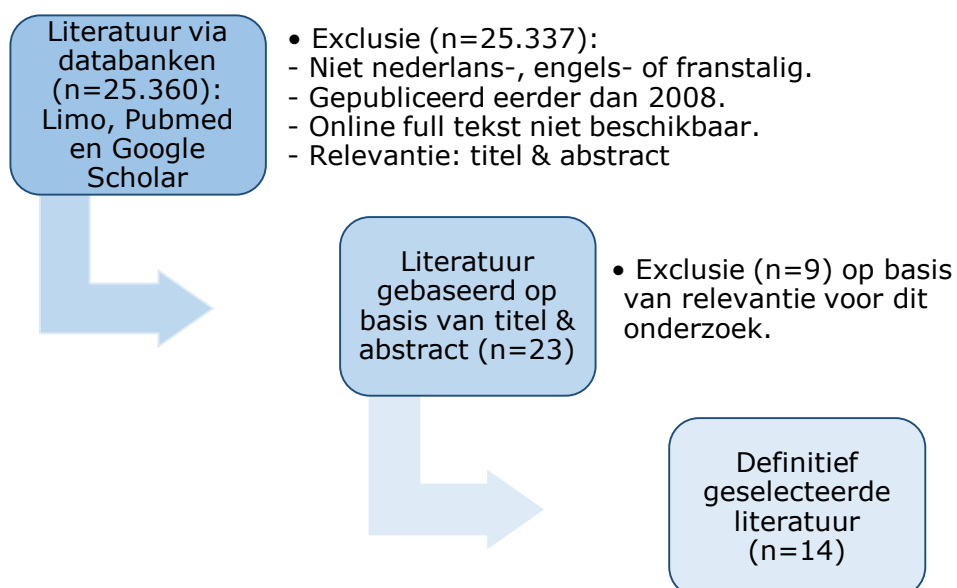 Literatuur via
databanken
(n=25.360):
Limo, Pubmed
en Google
Scholar
• Exclusie (n=25.337):
- Niet nederlans-, engels- of franstalig.
- Gepubliceerd eerder dan 2008.
- Online full tekst niet beschikbaar.
- Relevantie: titel & abstract
Literatuur
gebaseerd op
basis van titel &
abstract (n=23)
• Exclusie (n=9) op basis
van relevantie voor dit
onderzoek.
Definitief
geselecteerde
literatuur
(n=14)